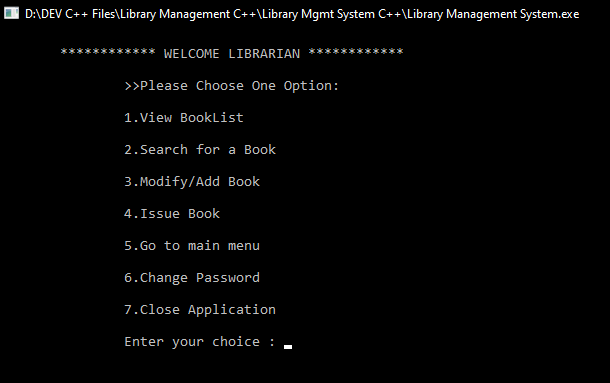 D:\DEV C++ Files\Library Management C++\Library Mgmt System C++\Library Management System.exe
************ WELCOME LIBRARIAN ************
>>Please Choose One Option:
1.View BookList
2.Search for a Book
3.Modify/Add Book
4.Issue Book
5.Go to main menu
6.Change Password
7.Close Application
Enter your choice :